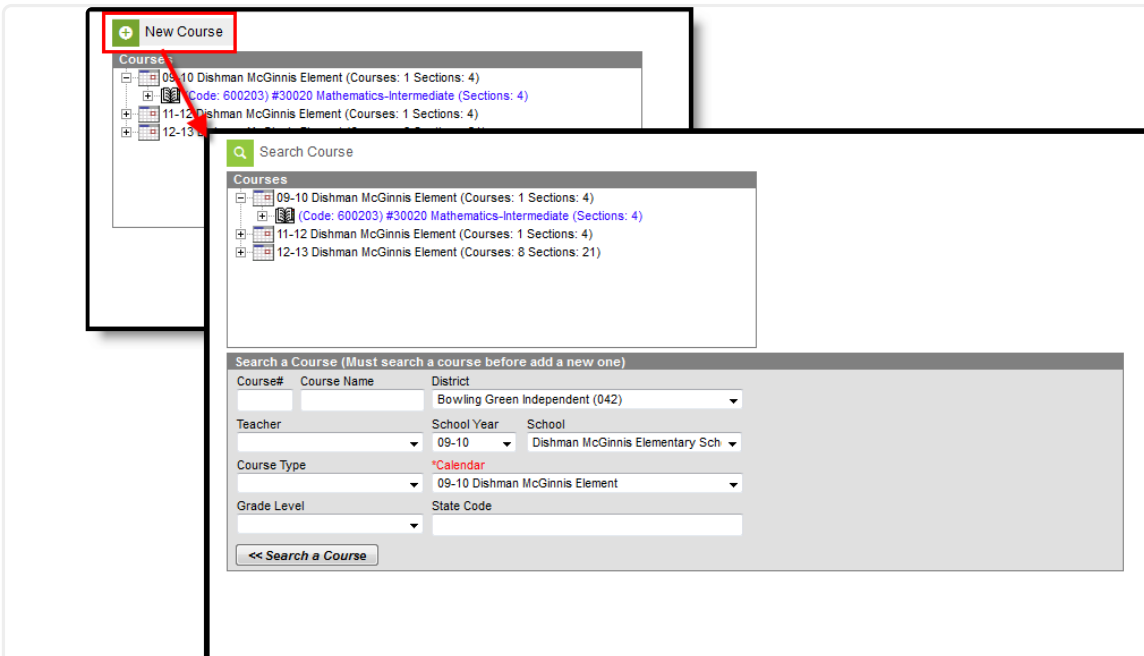 New Course
Courses
09-10 Dishman McGinnis Element (Courses: 1 Sections: 4)
(Code: 600203) #30020 Mathematics-Intermediate (Sections: 4)
11-12 Dishman McGinnis Element (Courses: 1 Sections: 4)
12-13
Search Course
Courses
09-10 Dishman McGinnis Element (Courses: 1 Sections: 4)
(Code: 600203) #30020 Mathematics-Intermediate (Sections: 4)
11-12 Dishman McGinnis Element (Courses: 1 Sections: 4)
12-13 Dishman McGinnis Element (Courses: 8 Sections: 21)
Search a Course (Must search a course before add a new one)
Course# Course Name District
Bowling Green Independent (042)
Teacher School Year School
09-10 Dishman McGinnis Elementary Sch
Course Type *Calendar
09-10 Dishman McGinnis Element
Grade Level State Code
<< Search a Course